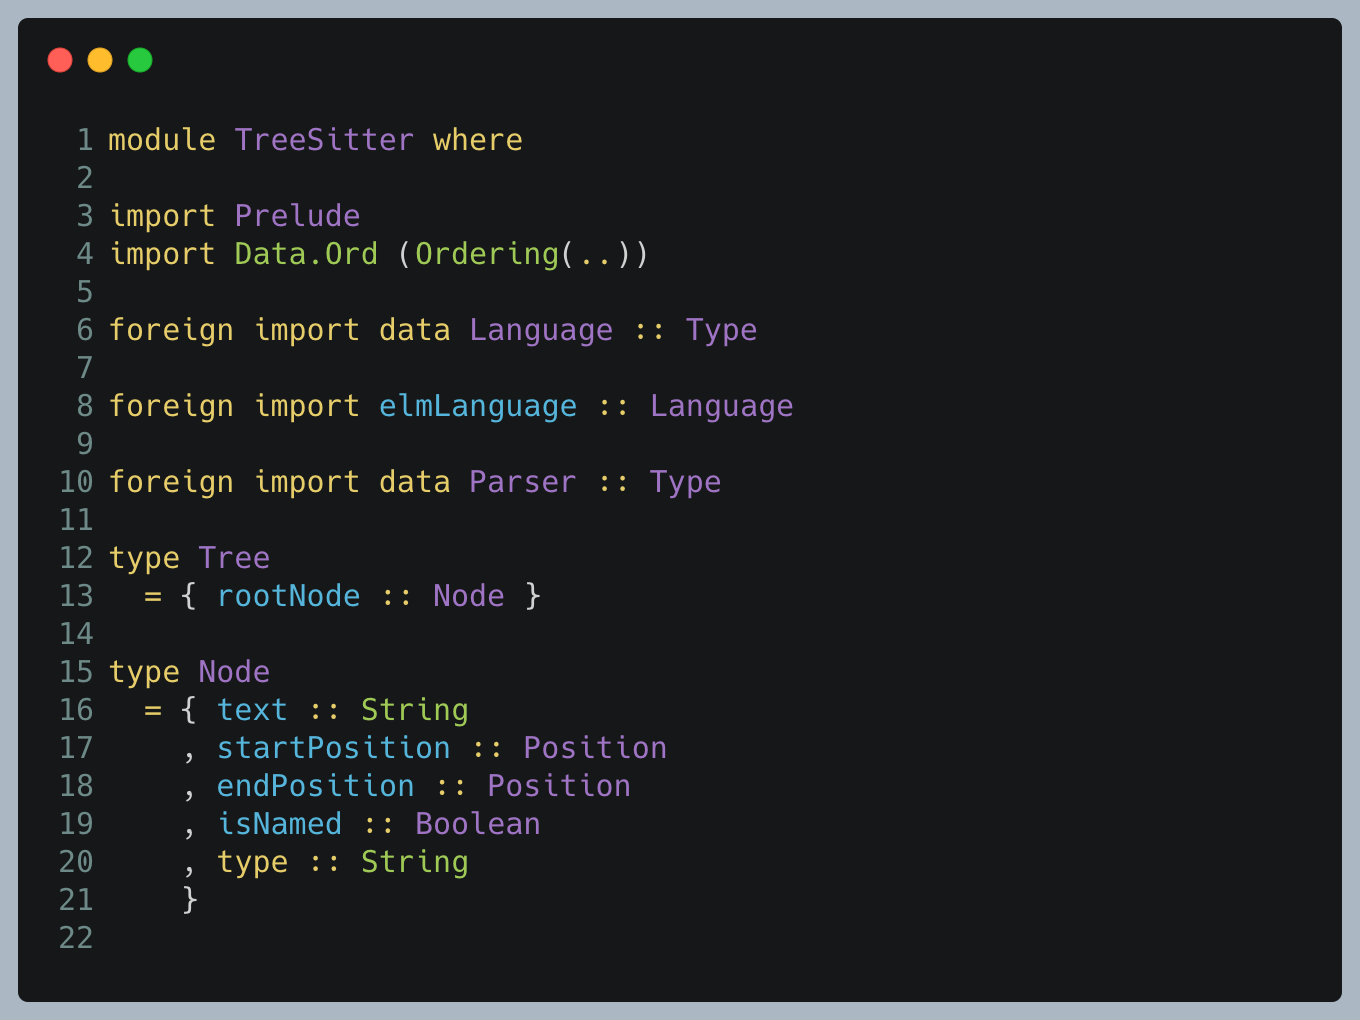 1 module TreeSitter where
2
3 import Prelude
4 import Data.Ord (Ordering(..))
5
6 foreign import data Language :: Type
7
8 foreign import elmLanguage :: Language
9
10 foreign import data Parser :: Type
11
12 type Tree
13   = { rootNode :: Node }
14
15 type Node
16   = { text :: String
17     , startPosition :: Position
18     , endPosition :: Position
19     , isNamed :: Boolean
20     , type :: String
21     }
22